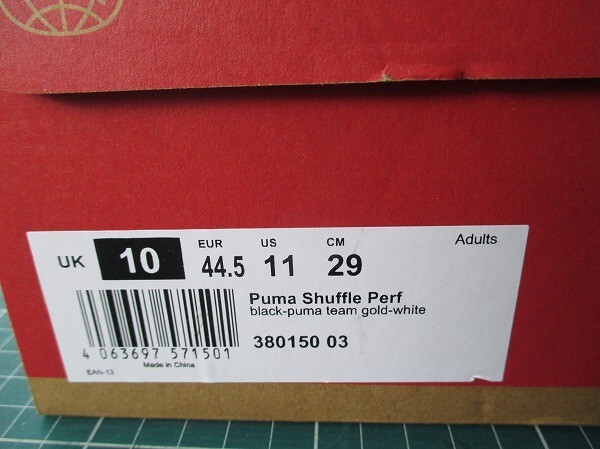 EUR US CM Adults
UK 10 44.5 11 29
Puma Shuffle Perf
black-puma team gold-white
380150 03
4 063697 571501
Made in China
EAN-13